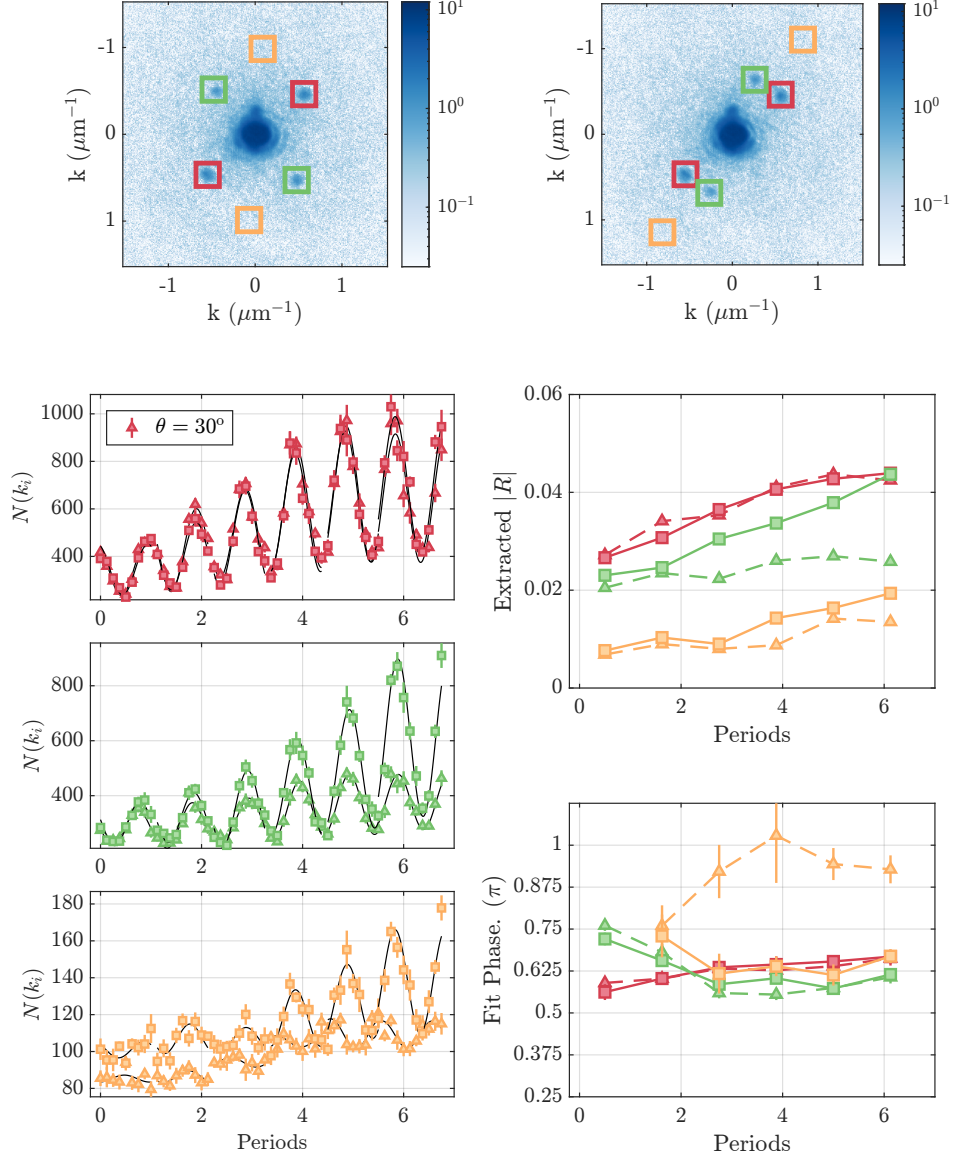 10¹
10⁰
10⁻¹
-1
0
1
k (μm⁻¹)
-1 0 1
k (μm⁻¹)
10¹
10⁰
10⁻¹
-1
0
1
k (μm⁻¹)
-1 0 1
k (μm⁻¹)
1000
800
600
400
N(kᵢ)
θ = 30°
0 2 4 6
800
600
400
N(kᵢ)
0 2 4 6
180
160
140
120
100
80
N(kᵢ)
0 2 4 6
Periods
0.06
0.04
0.02
0
Extracted |R|
0 2 4 6
Periods
1
0.875
0.75
0.625
0.5
0.375
0.25
Fit Phase. (π)
0 2 4 6
Periods